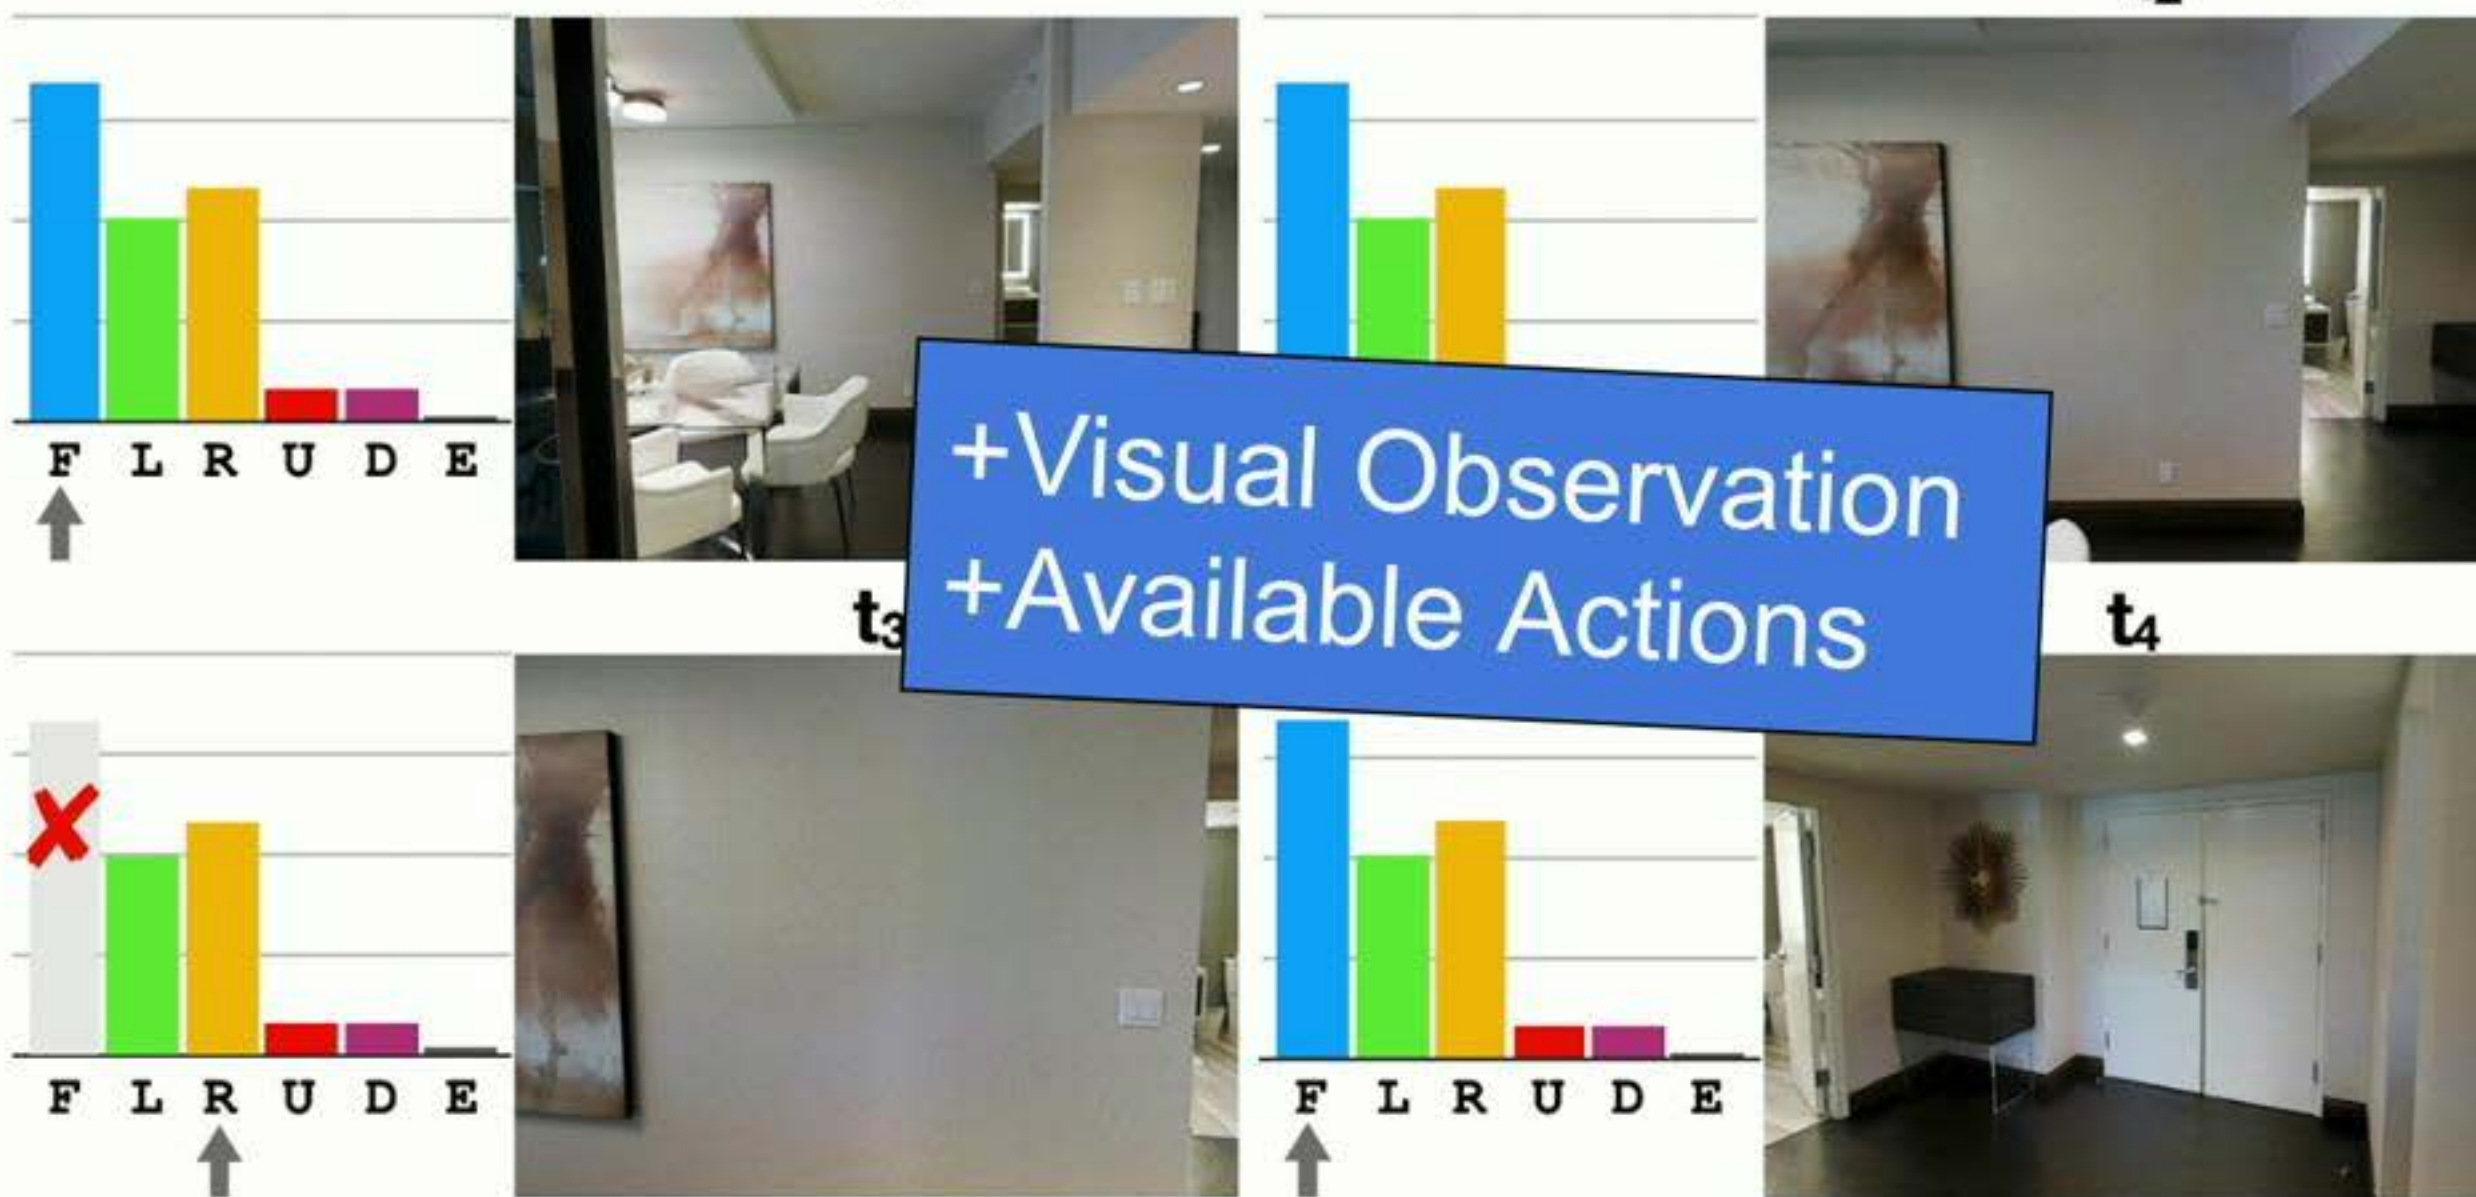 F L R U D E
+Visual Observation
+Available Actions
t3
t4
F L R U D E
F L R U D E